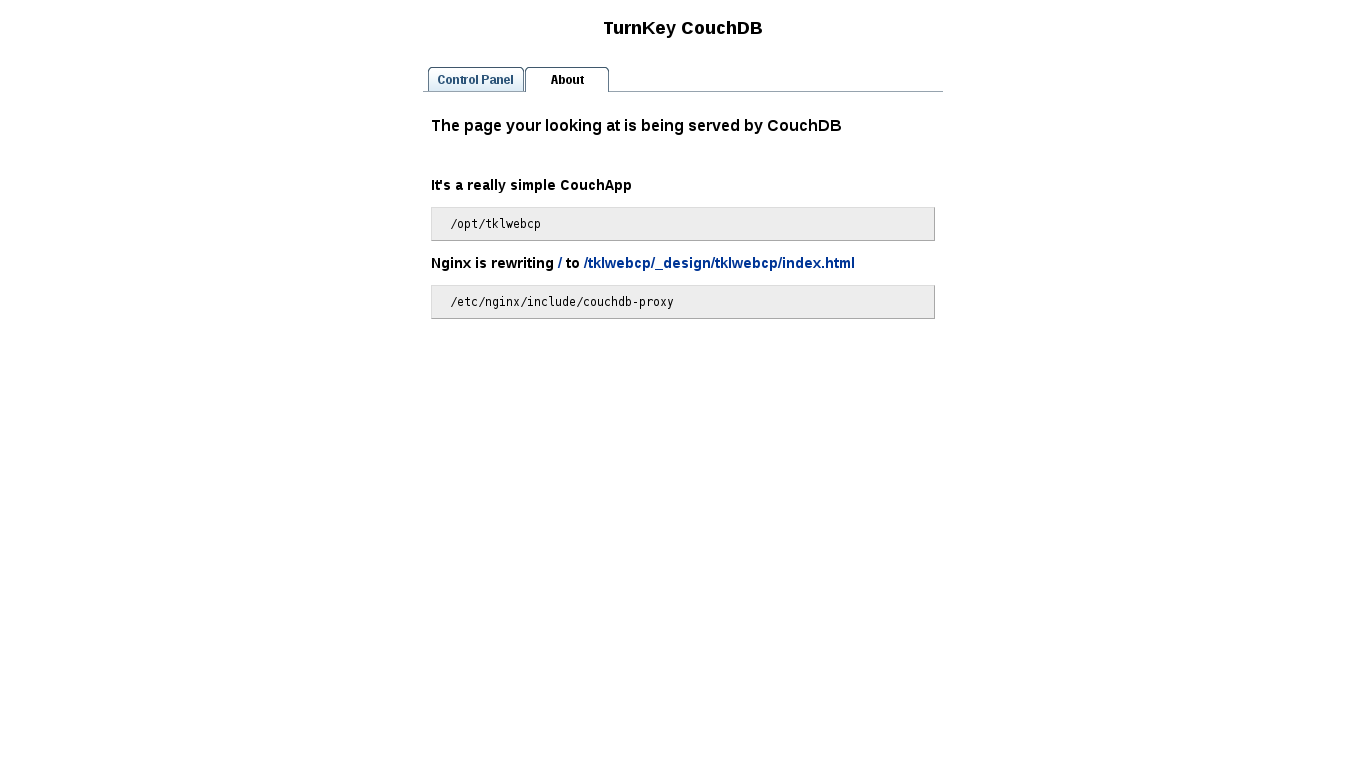 TurnKey CouchDB
Control Panel About
The page your looking at is being served by CouchDB
It's a really simple CouchApp
/opt/tklwebcp
Nginx is rewriting / to /tklwebcp/_design/tklwebcp/index.html
/etc/nginx/include/couchdb-proxy